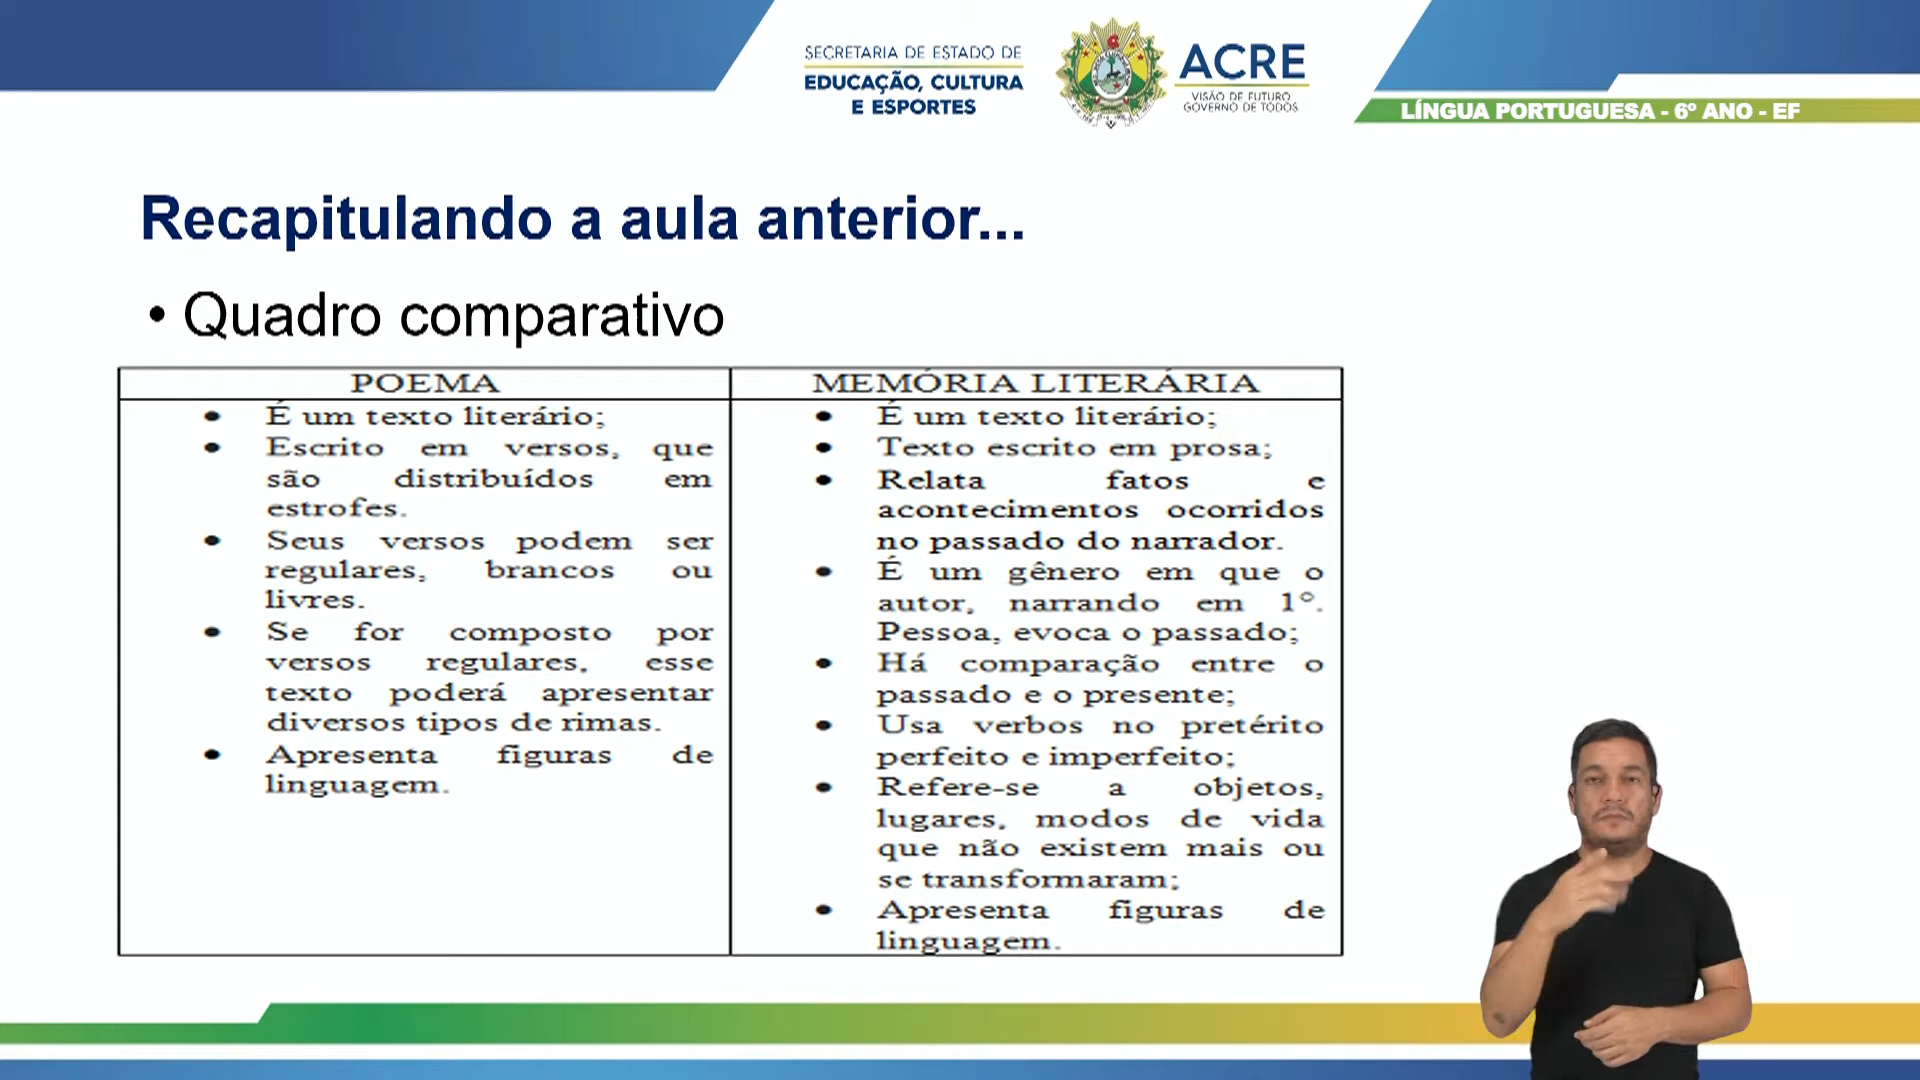 SECRETARIA DE ESTADO DE
EDUCAÇÃO, CULTURA
E ESPORTES
ACRE
VISÃO DE FUTURO
GOVERNO DE TODOS
LÍNGUA PORTUGUESA - 6º ANO - EF
Recapitulando a aula anterior...
• Quadro comparativo
POEMA
• É um texto literário;
• Escrito em versos, que
são distribuídos em
estrofes.
• Seus versos podem ser
regulares, brancos ou
livres.
• Se for composto por
versos regulares, esse
texto poderá apresentar
diversos tipos de rimas.
• Apresenta figuras de
linguagem.
MEMÓRIA LITERÁRIA
• É um texto literário;
• Texto escrito em prosa;
• Relata fatos e
acontecimentos ocorridos
no passado do narrador.
• É um gênero em que o
autor, narrando em 1º.
Pessoa, evoca o passado;
• Há comparação entre o
passado e o presente;
• Usa verbos no pretérito
perfeito e imperfeito;
• Refere-se a objetos,
lugares, modos de vida
que não existem mais ou
se transformaram;
• Apresenta figuras de
linguagem.